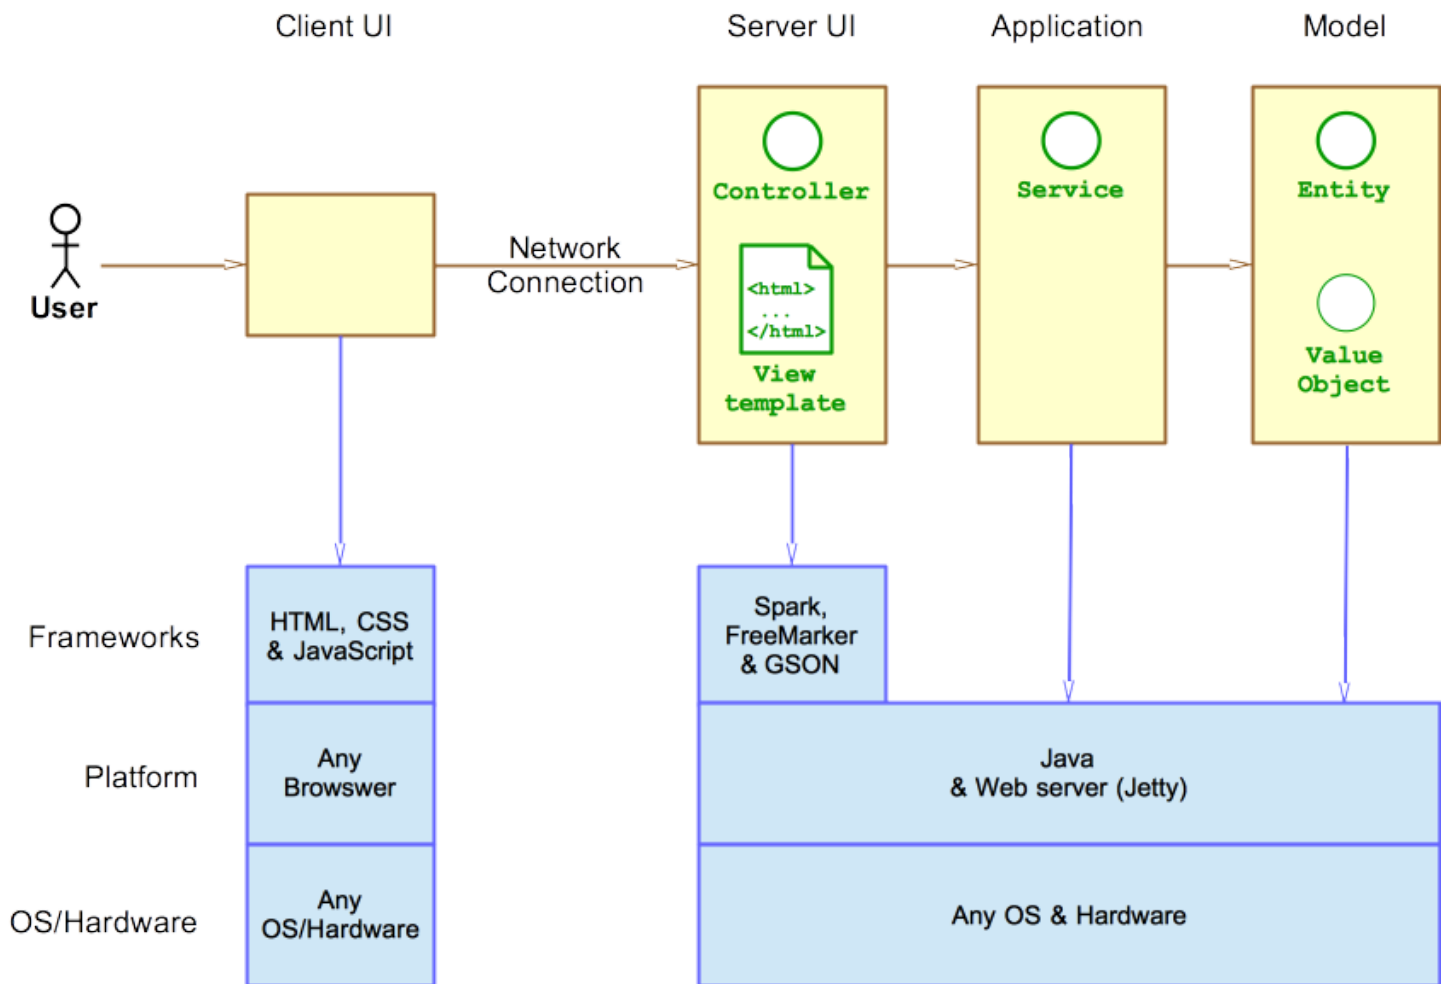 Client UI
Server UI
Application
Model
Controller
Service
Entity
User
Network
Connection
<html>
...
</html>
View
template
Value
Object
Frameworks
HTML, CSS
& JavaScript
Spark,
FreeMarker
& GSON
Platform
Any
Browswer
Java
& Web server (Jetty)
OS/Hardware
Any
OS/Hardware
Any OS & Hardware